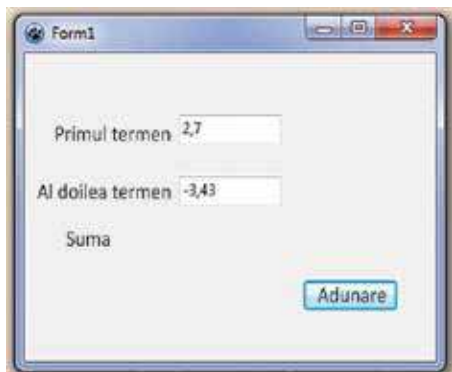 Form1
Primul termen 2,7
Al doilea termen -3,43
Suma
Adunare